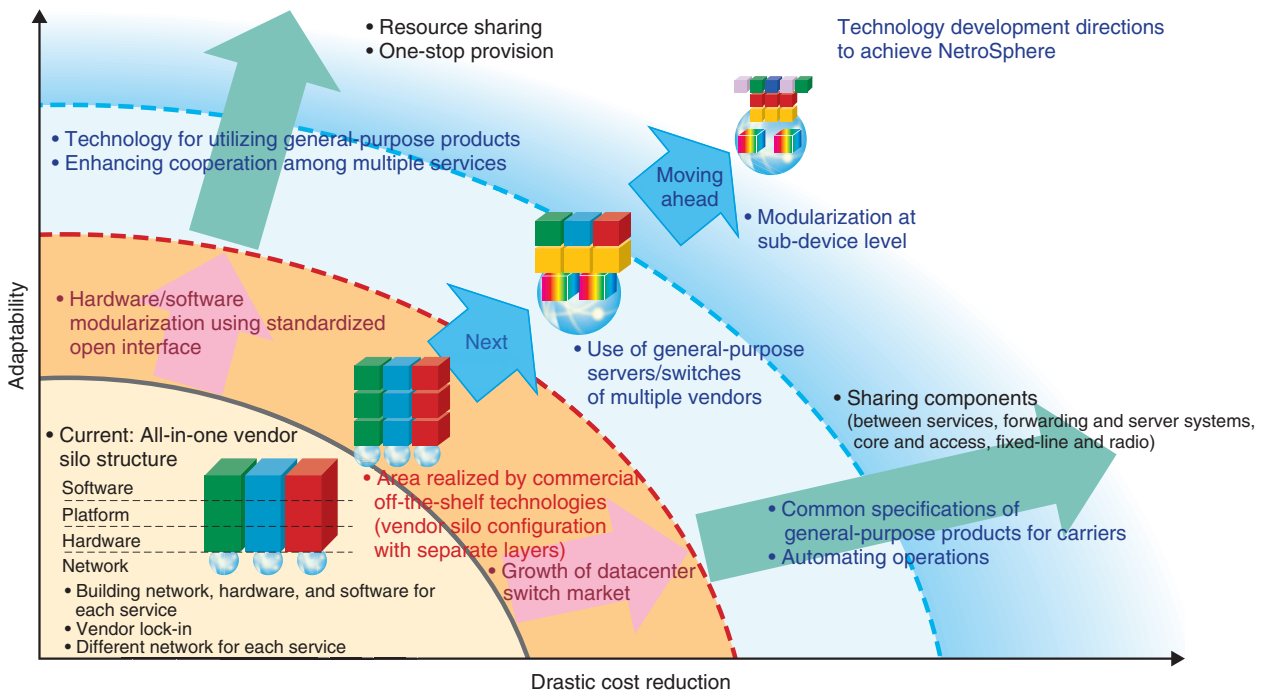 • Resource sharing
• One-stop provision
Technology development directions
to achieve NetroSphere
• Technology for utilizing general-purpose products
• Enhancing cooperation among multiple services
Moving
ahead
• Modularization at
sub-device level
• Hardware/software
modularization using standardized
open interface
Next
• Use of general-purpose
servers/switches
of multiple vendors
Adaptability
• Sharing components
(between services, forwarding and server systems,
core and access, fixed-line and radio)
• Current: All-in-one vendor
silo structure
Software
Platform
Hardware
Network
• Area realized by commercial
off-the-shelf technologies
(vendor silo configuration
with separate layers)
• Common specifications of
general-purpose products for carriers
• Automating operations
• Growth of datacenter
switch market
• Building network, hardware, and software for
each service
• Vendor lock-in
• Different network for each service
Drastic cost reduction